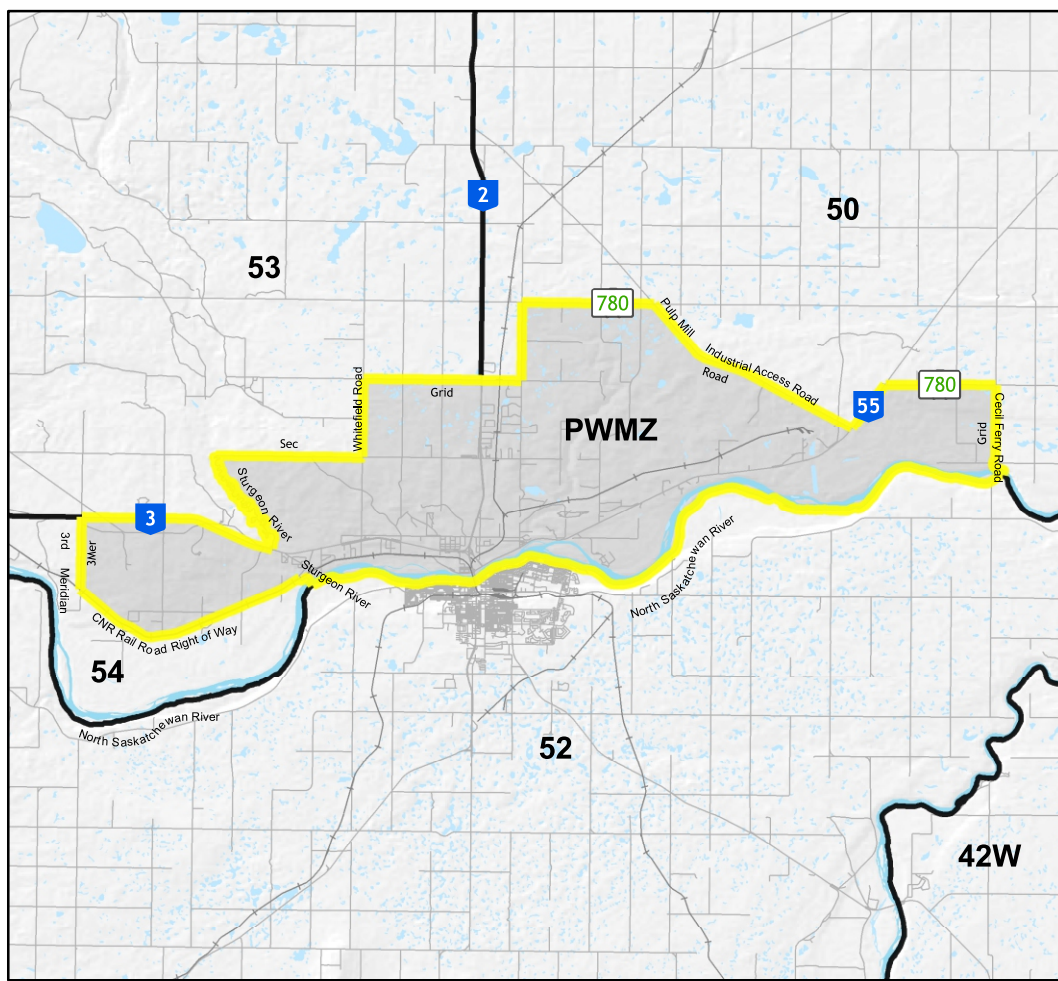 2
50
53
780
Pulp Mill
Industrial Access Road
Road
Whitefield Road
Grid
780
55
Cecil Ferry Road
Grid
PWMZ
Sec
Sturgeon River
3
3rd Meridian
3Mer
Sturgeon River
North Saskatchewan River
CNR Rail Road Right of Way
54
North Saskatchewan River
52
42W